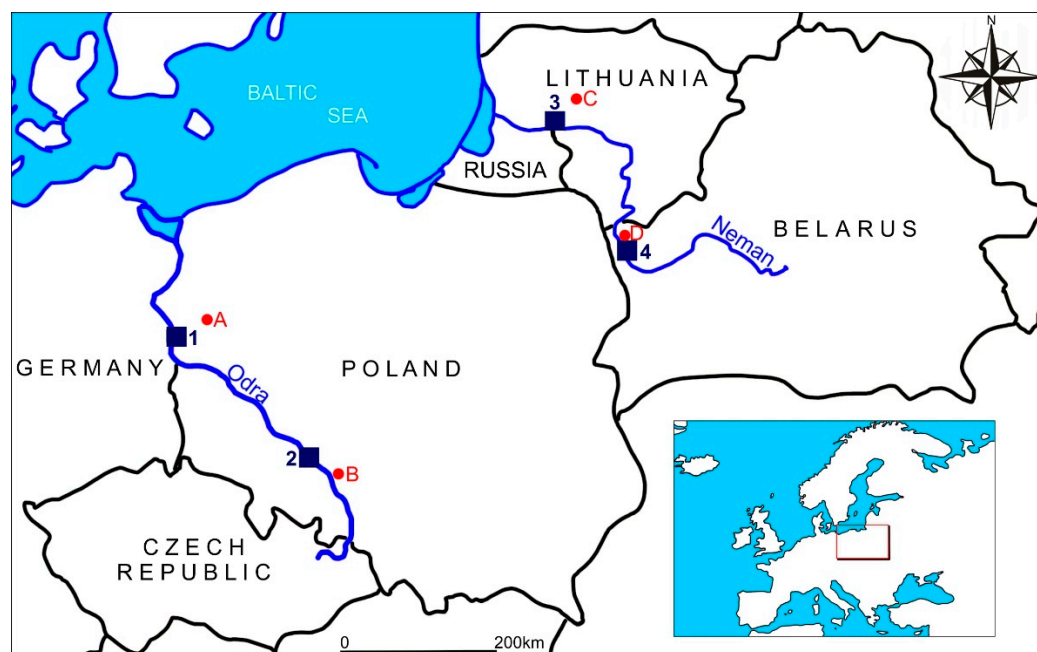 N
LITHUANIA
BALTIC
SEA
C
3
RUSSIA
BELARUS
D
Neman
4
A
1
GERMANY
POLAND
Odra
2
B
CZECH
REPUBLIC
0
200km